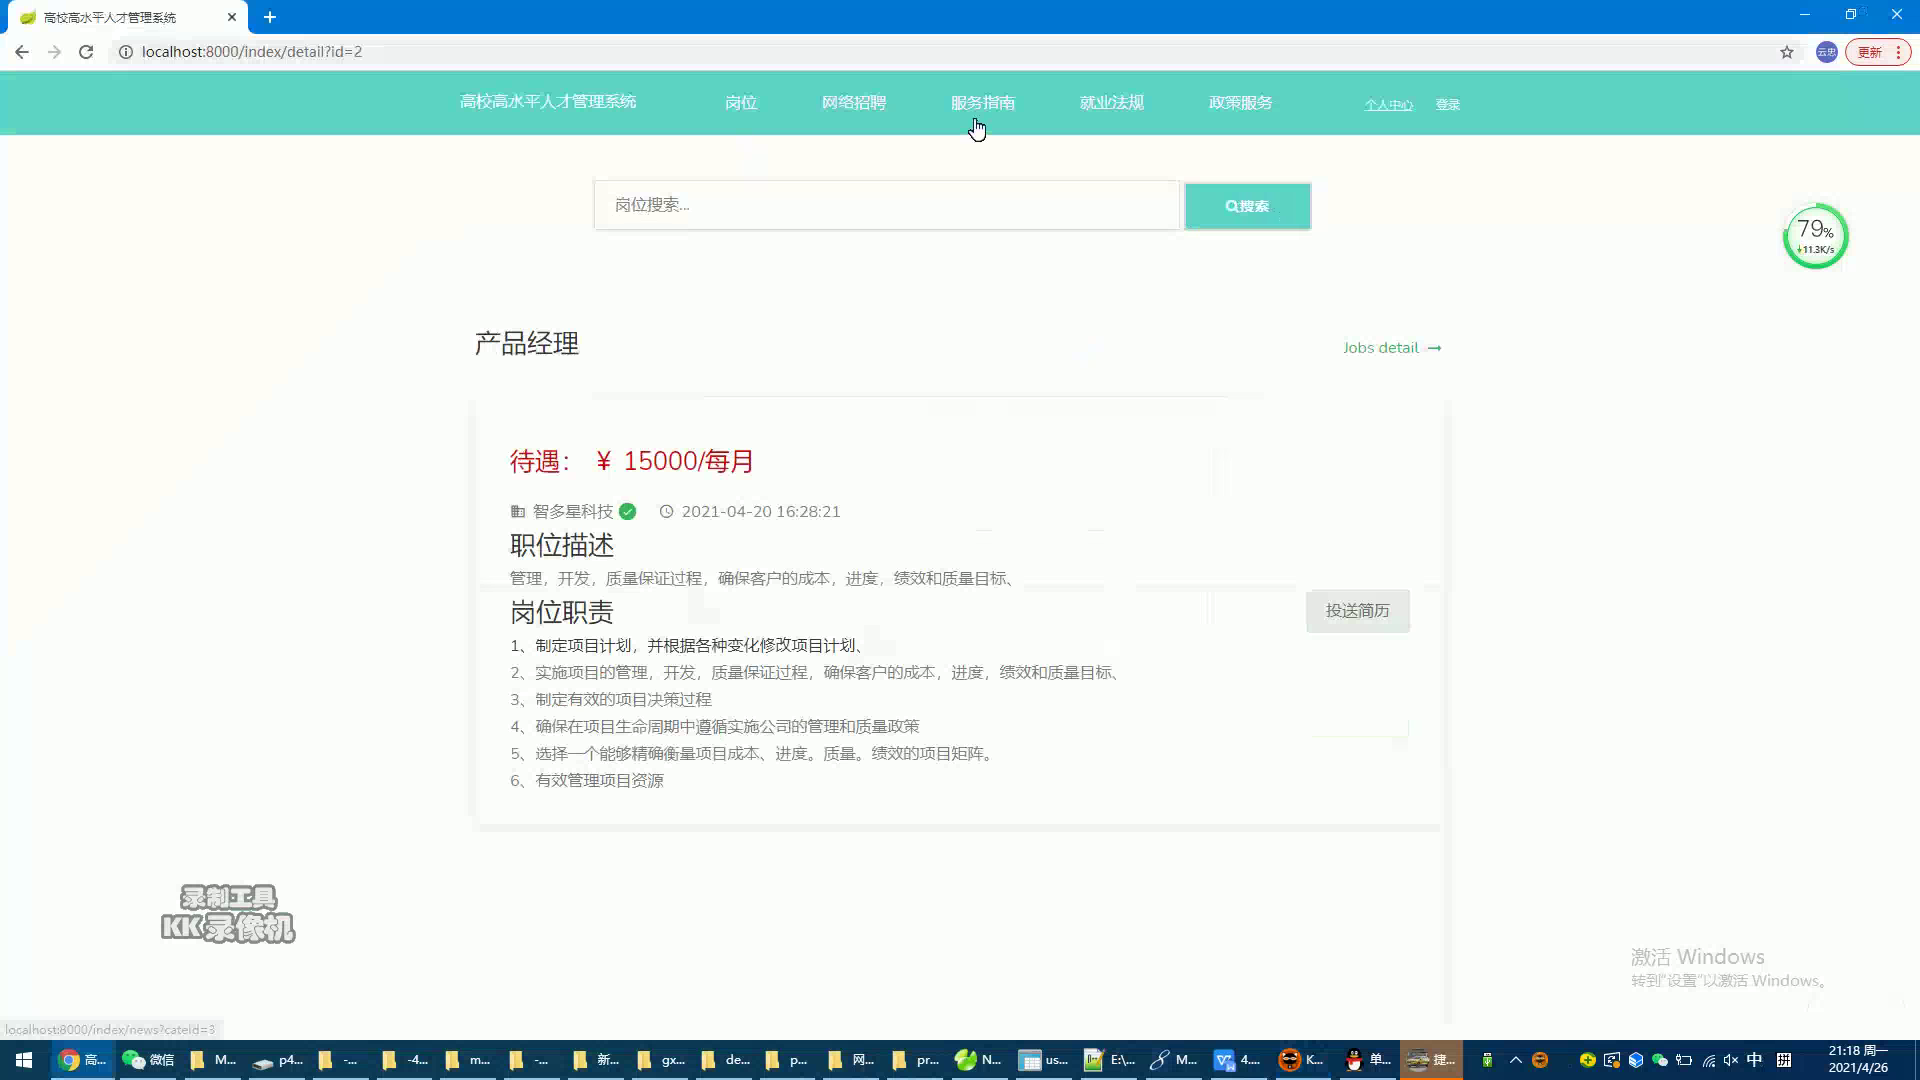 高校高水平人才管理系统
localhost:8000/index/detail?id=2
云忠
更新
高校高水平人才管理系统 岗位 网络招聘 服务指南 就业法规 政策服务 个人中心 登录
岗位搜索...
搜索
79%
11.3K/s
产品经理
Jobs detail
待遇： ￥ 15000/每月
智多星科技 2021-04-20 16:28:21
职位描述
管理，开发，质量保证过程，确保客户的成本，进度，绩效和质量目标、
岗位职责
投送简历
1、制定项目计划，并根据各种变化修改项目计划、
2、实施项目的管理，开发，质量保证过程，确保客户的成本，进度，绩效和质量目标、
3、制定有效的项目决策过程
4、确保在项目生命周期中遵循实施公司的管理和质量政策
5、选择一个能够精确衡量项目成本、进度。质量。绩效的项目矩阵。
6、有效管理项目资源
录制工具
KK录像机
激活 Windows
转到"设置"以激活 Windows。
localhost:8000/index/news?cateId=3
高... 微信 M... p4... -... -4... m... -... 新... gx... de... p... 网... pr... N... us... E:\... M... 4.... K... 单... 捷... 中 拼
21:18 周一
2021/4/26